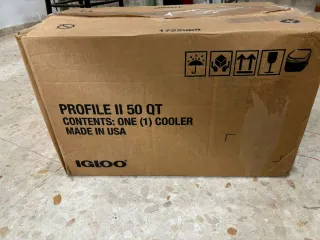 PROFILE II 50 QT
CONTENTS: ONE (1) COOLER
MADE IN USA
IGLOO